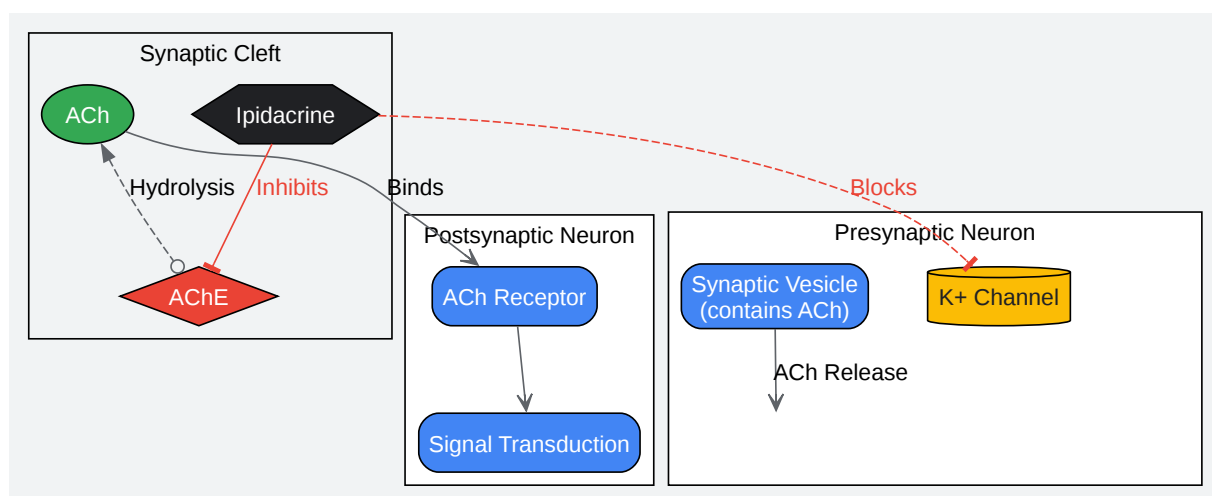 Synaptic Cleft
ACh
Ipidacrine
Hydrolysis
Inhibits
Binds
Blocks
AChE
Postsynaptic Neuron
ACh Receptor
Signal Transduction
Presynaptic Neuron
Synaptic Vesicle
(contains ACh)
K+ Channel
ACh Release